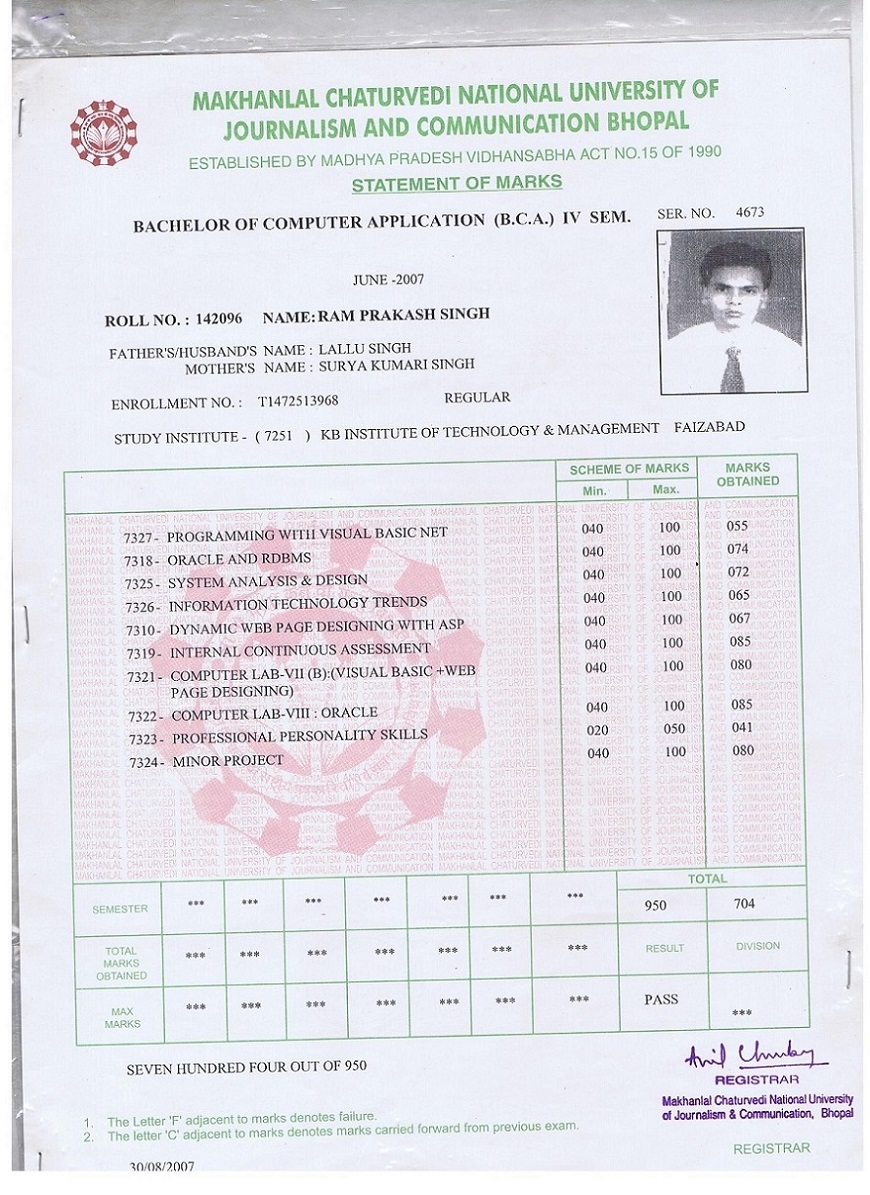 MAKHANLAL CHATURVEDI NATIONAL UNIVERSITY OF
JOURNALISM AND COMMUNICATION BHOPAL
ESTABLISHED BY MADHYA PRADESH VIDHANSABHA ACT NO.15 OF 1990
STATEMENT OF MARKS
BACHELOR OF COMPUTER APPLICATION (B.C.A.) IV SEM. SER. NO. 4673
JUNE -2007
ROLL NO. : 142096 NAME: RAM PRAKASH SINGH
FATHER'S/HUSBAND'S NAME : LALLU SINGH
MOTHER'S NAME : SURYA KUMARI SINGH
ENROLLMENT NO. : T1472513968 REGULAR
STUDY INSTITUTE - ( 7251 ) KB INSTITUTE OF TECHNOLOGY & MANAGEMENT FAIZABAD
SCHEME OF MARKS MARKS OBTAINED
Min. Max.
7327- PROGRAMMING WITH VISUAL BASIC NET 040 100 055
7318- ORACLE AND RDBMS 040 100 074
7325- SYSTEM ANALYSIS & DESIGN 040 100 072
7326- INFORMATION TECHNOLOGY TRENDS 040 100 065
7310- DYNAMIC WEB PAGE DESIGNING WITH ASP 040 100 067
7319- INTERNAL CONTINUOUS ASSESSMENT 040 100 085
7321- COMPUTER LAB-VII (B):(VISUAL BASIC +WEB 040 100 080
PAGE DESIGNING)
7322- COMPUTER LAB-VIII : ORACLE 040 100 085
7323- PROFESSIONAL PERSONALITY SKILLS 020 050 041
7324- MINOR PROJECT 040 100 080
TOTAL
SEMESTER *** *** *** *** *** *** *** 950 704
TOTAL MARKS OBTAINED *** *** *** *** *** *** *** RESULT DIVISION
MAX MARKS *** *** *** *** *** *** *** PASS ***
SEVEN HUNDRED FOUR OUT OF 950
REGISTRAR
Makhanlal Chaturvedi National University
of Journalism & Communication, Bhopal
1. The Letter 'F' adjacent to marks denotes failure.
2. The letter 'C' adjacent to marks denotes marks carried forward from previous exam.
REGISTRAR
30/08/2007